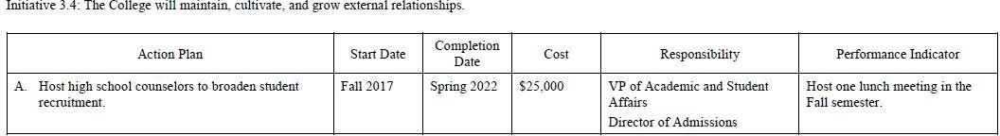 Initiative 3.4: The College will maintain, cultivate, and grow external relationships.
Action Plan
Start Date
Completion
Date
Cost
Responsibility
Performance Indicator
A. Host high school counselors to broaden student
recruitment.
Fall 2017
Spring 2022
$25,000
VP of Academic and Student
Affairs
Director of Admissions
Host one lunch meeting in the
Fall semester.